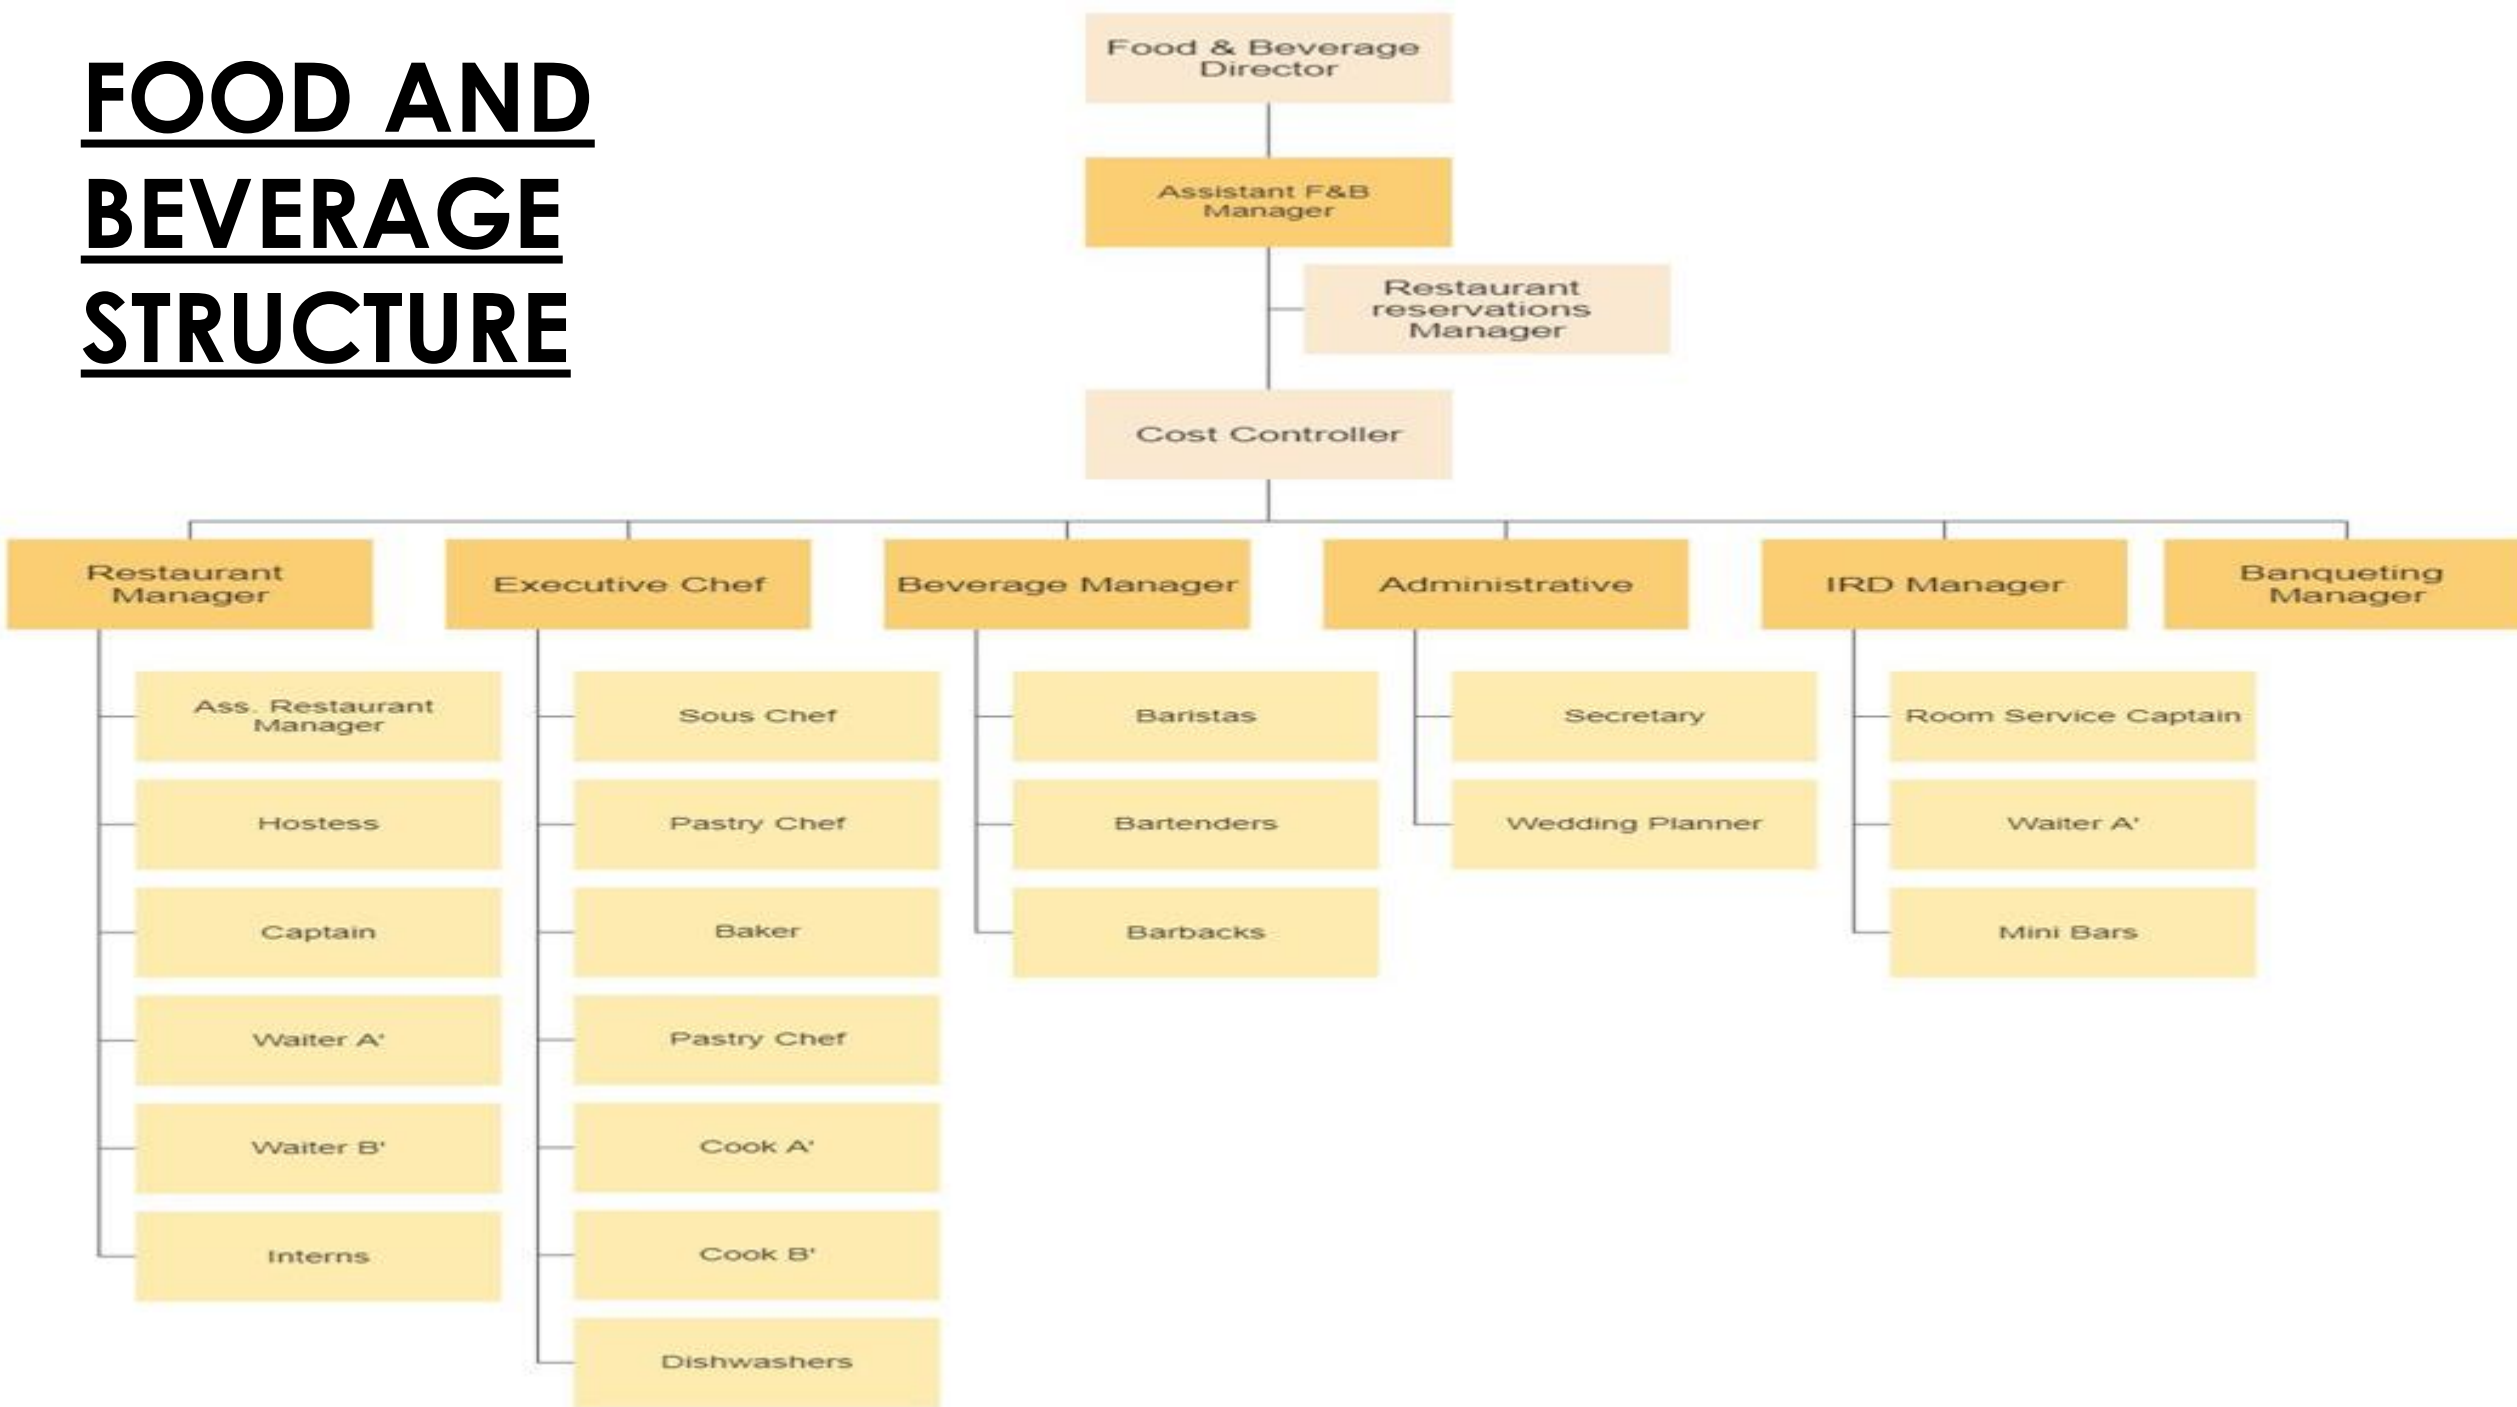 FOOD AND
BEVERAGE
STRUCTURE
Food & Beverage
Director
Assistant F&B
Manager
Restaurant
reservations
Manager
Cost Controller
Restaurant
Manager
Executive Chef
Beverage Manager
Administrative
IRD Manager
Banqueting
Manager
Ass. Restaurant
Manager
Hostess
Captain
Waiter A'
Waiter B'
Interns
Sous Chef
Pastry Chef
Baker
Pastry Chef
Cook A'
Cook B'
Dishwashers
Baristas
Bartenders
Barbacks
Secretary
Wedding Planner
Room Service Captain
Waiter A'
Mini Bars